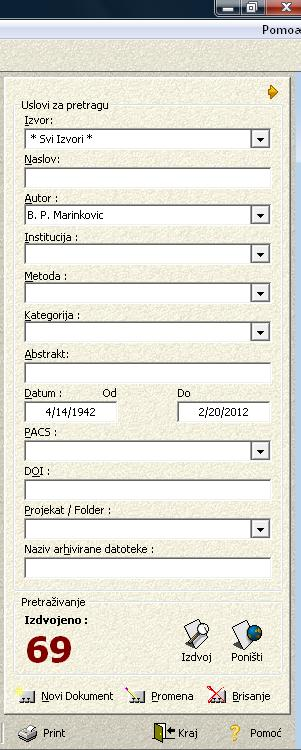 Pomoæ
Uslovi za pretragu
Izvor:
* Svi Izvori *
Naslov:
Autor :
B. P. Marinkovic
Institucija :
Metoda :
Kategorija :
Abstrakt:
Datum : Od Do
4/14/1942 2/20/2012
PACS :
DOI :
Projekat / Folder :
Naziv arhivirane datoteke :
Pretraživanje
Izdvojeno :
69
Izdvoj Poništi
Novi Dokument Promena Brisanje
Print Kraj Pomoć